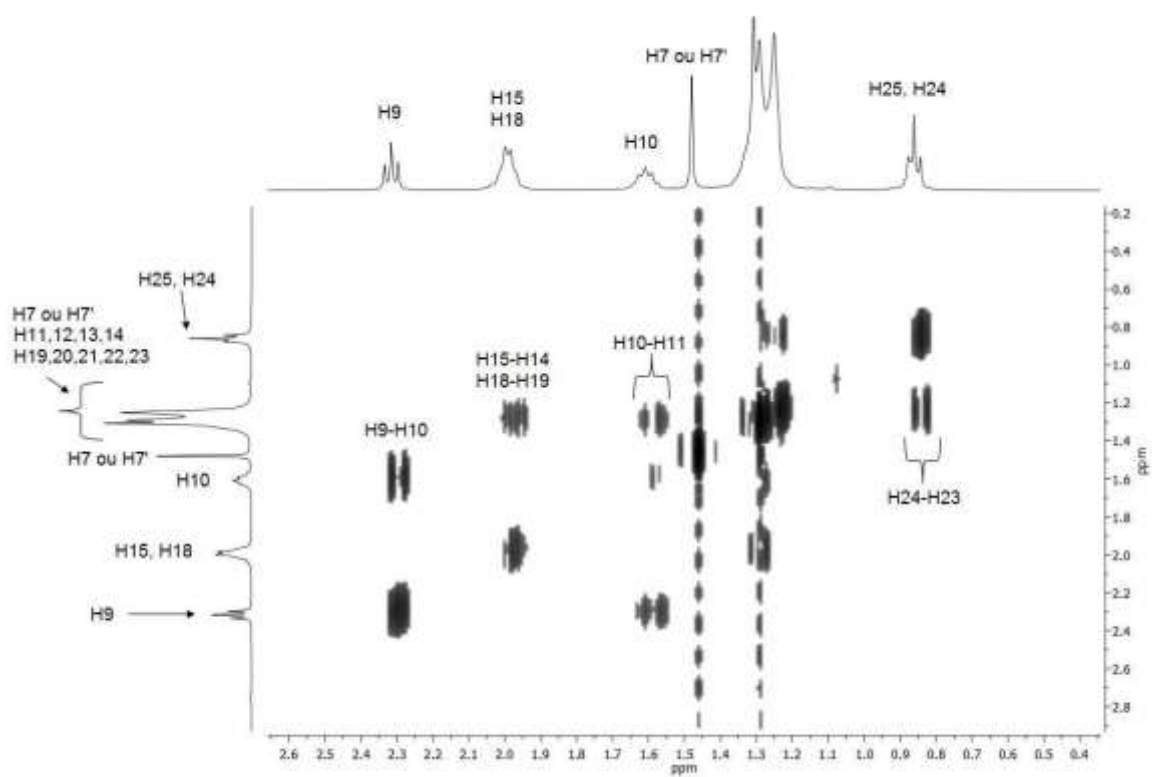 H7 ou H7'
H25, H24
H15
H18
H9
H10
0.2
0.4
0.6
0.8
1.0
1.2
1.4
1.6
1.8
2.0
2.2
2.4
2.6
2.8
ppm
H25, H24
H7 ou H7'
H11,12,13,14
H19,20,21,22,23
H7 ou H7'
H10
H15, H18
H9
H15-H14
H18-H19
H10-H11
H9-H10
H24-H23
2.6 2.5 2.4 2.3 2.2 2.1 2.0 1.9 1.8 1.7 1.6 1.5 1.4 1.3 1.2 1.1 1.0 0.9 0.8 0.7 0.6 0.5 0.4
ppm